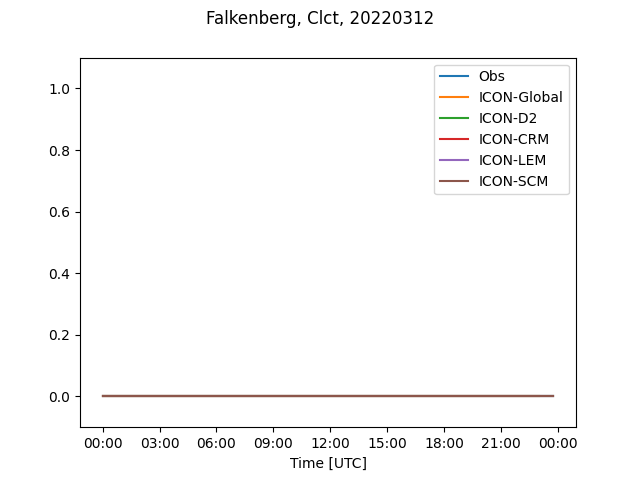 Falkenberg, Clct, 20220312
Obs
ICON-Global
ICON-D2
ICON-CRM
ICON-LEM
ICON-SCM
1.0
0.8
0.6
0.4
0.2
0.0
00:00 03:00 06:00 09:00 12:00 15:00 18:00 21:00 00:00
Time [UTC]